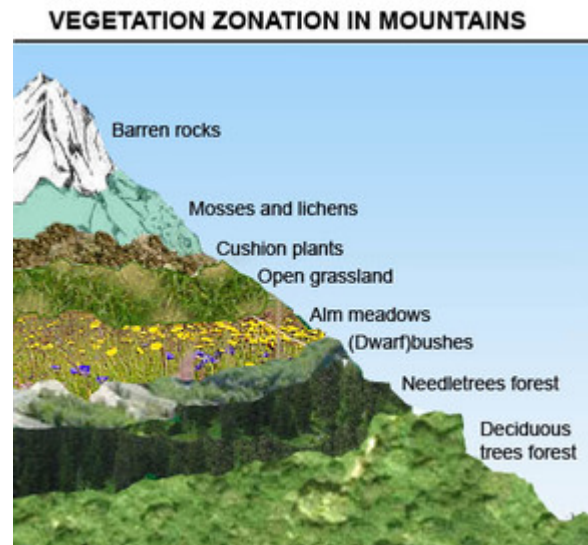 VEGETATION ZONATION IN MOUNTAINS
Barren rocks
Mosses and lichens
Cushion plants
Open grassland
Alm meadows
(Dwarf)bushes
Needletrees forest
Deciduous
trees forest